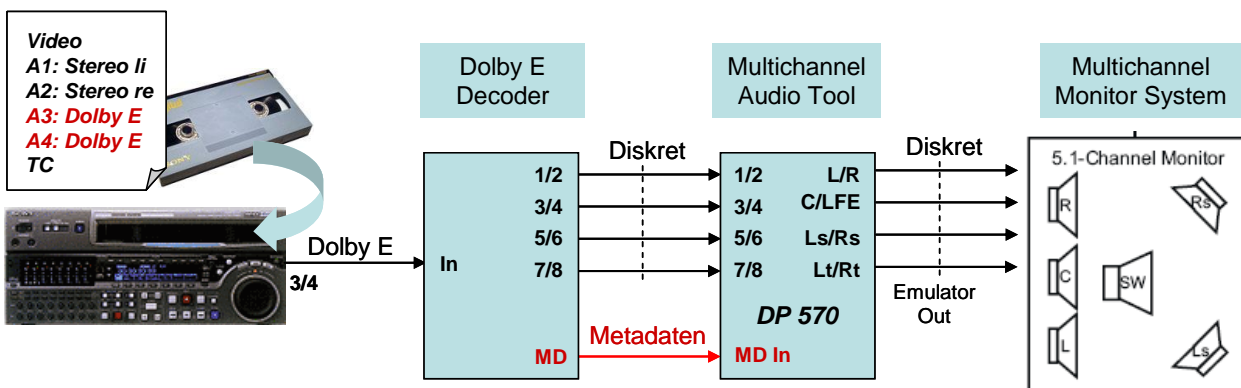 Video
A1: Stereo li
A2: Stereo re
A3: Dolby E
A4: Dolby E
TC
SONY
Dolby E
3/4
Dolby E
Decoder
In
1/2
3/4
5/6
7/8
MD
Diskret
Metadaten
Multichannel
Audio Tool
1/2 L/R
3/4 C/LFE
5/6 Ls/Rs
7/8 Lt/Rt
DP 570
MD In
Diskret
Emulator
Out
Multichannel
Monitor System
5.1-Channel Monitor
R
Rs
C
SW
L
Ls